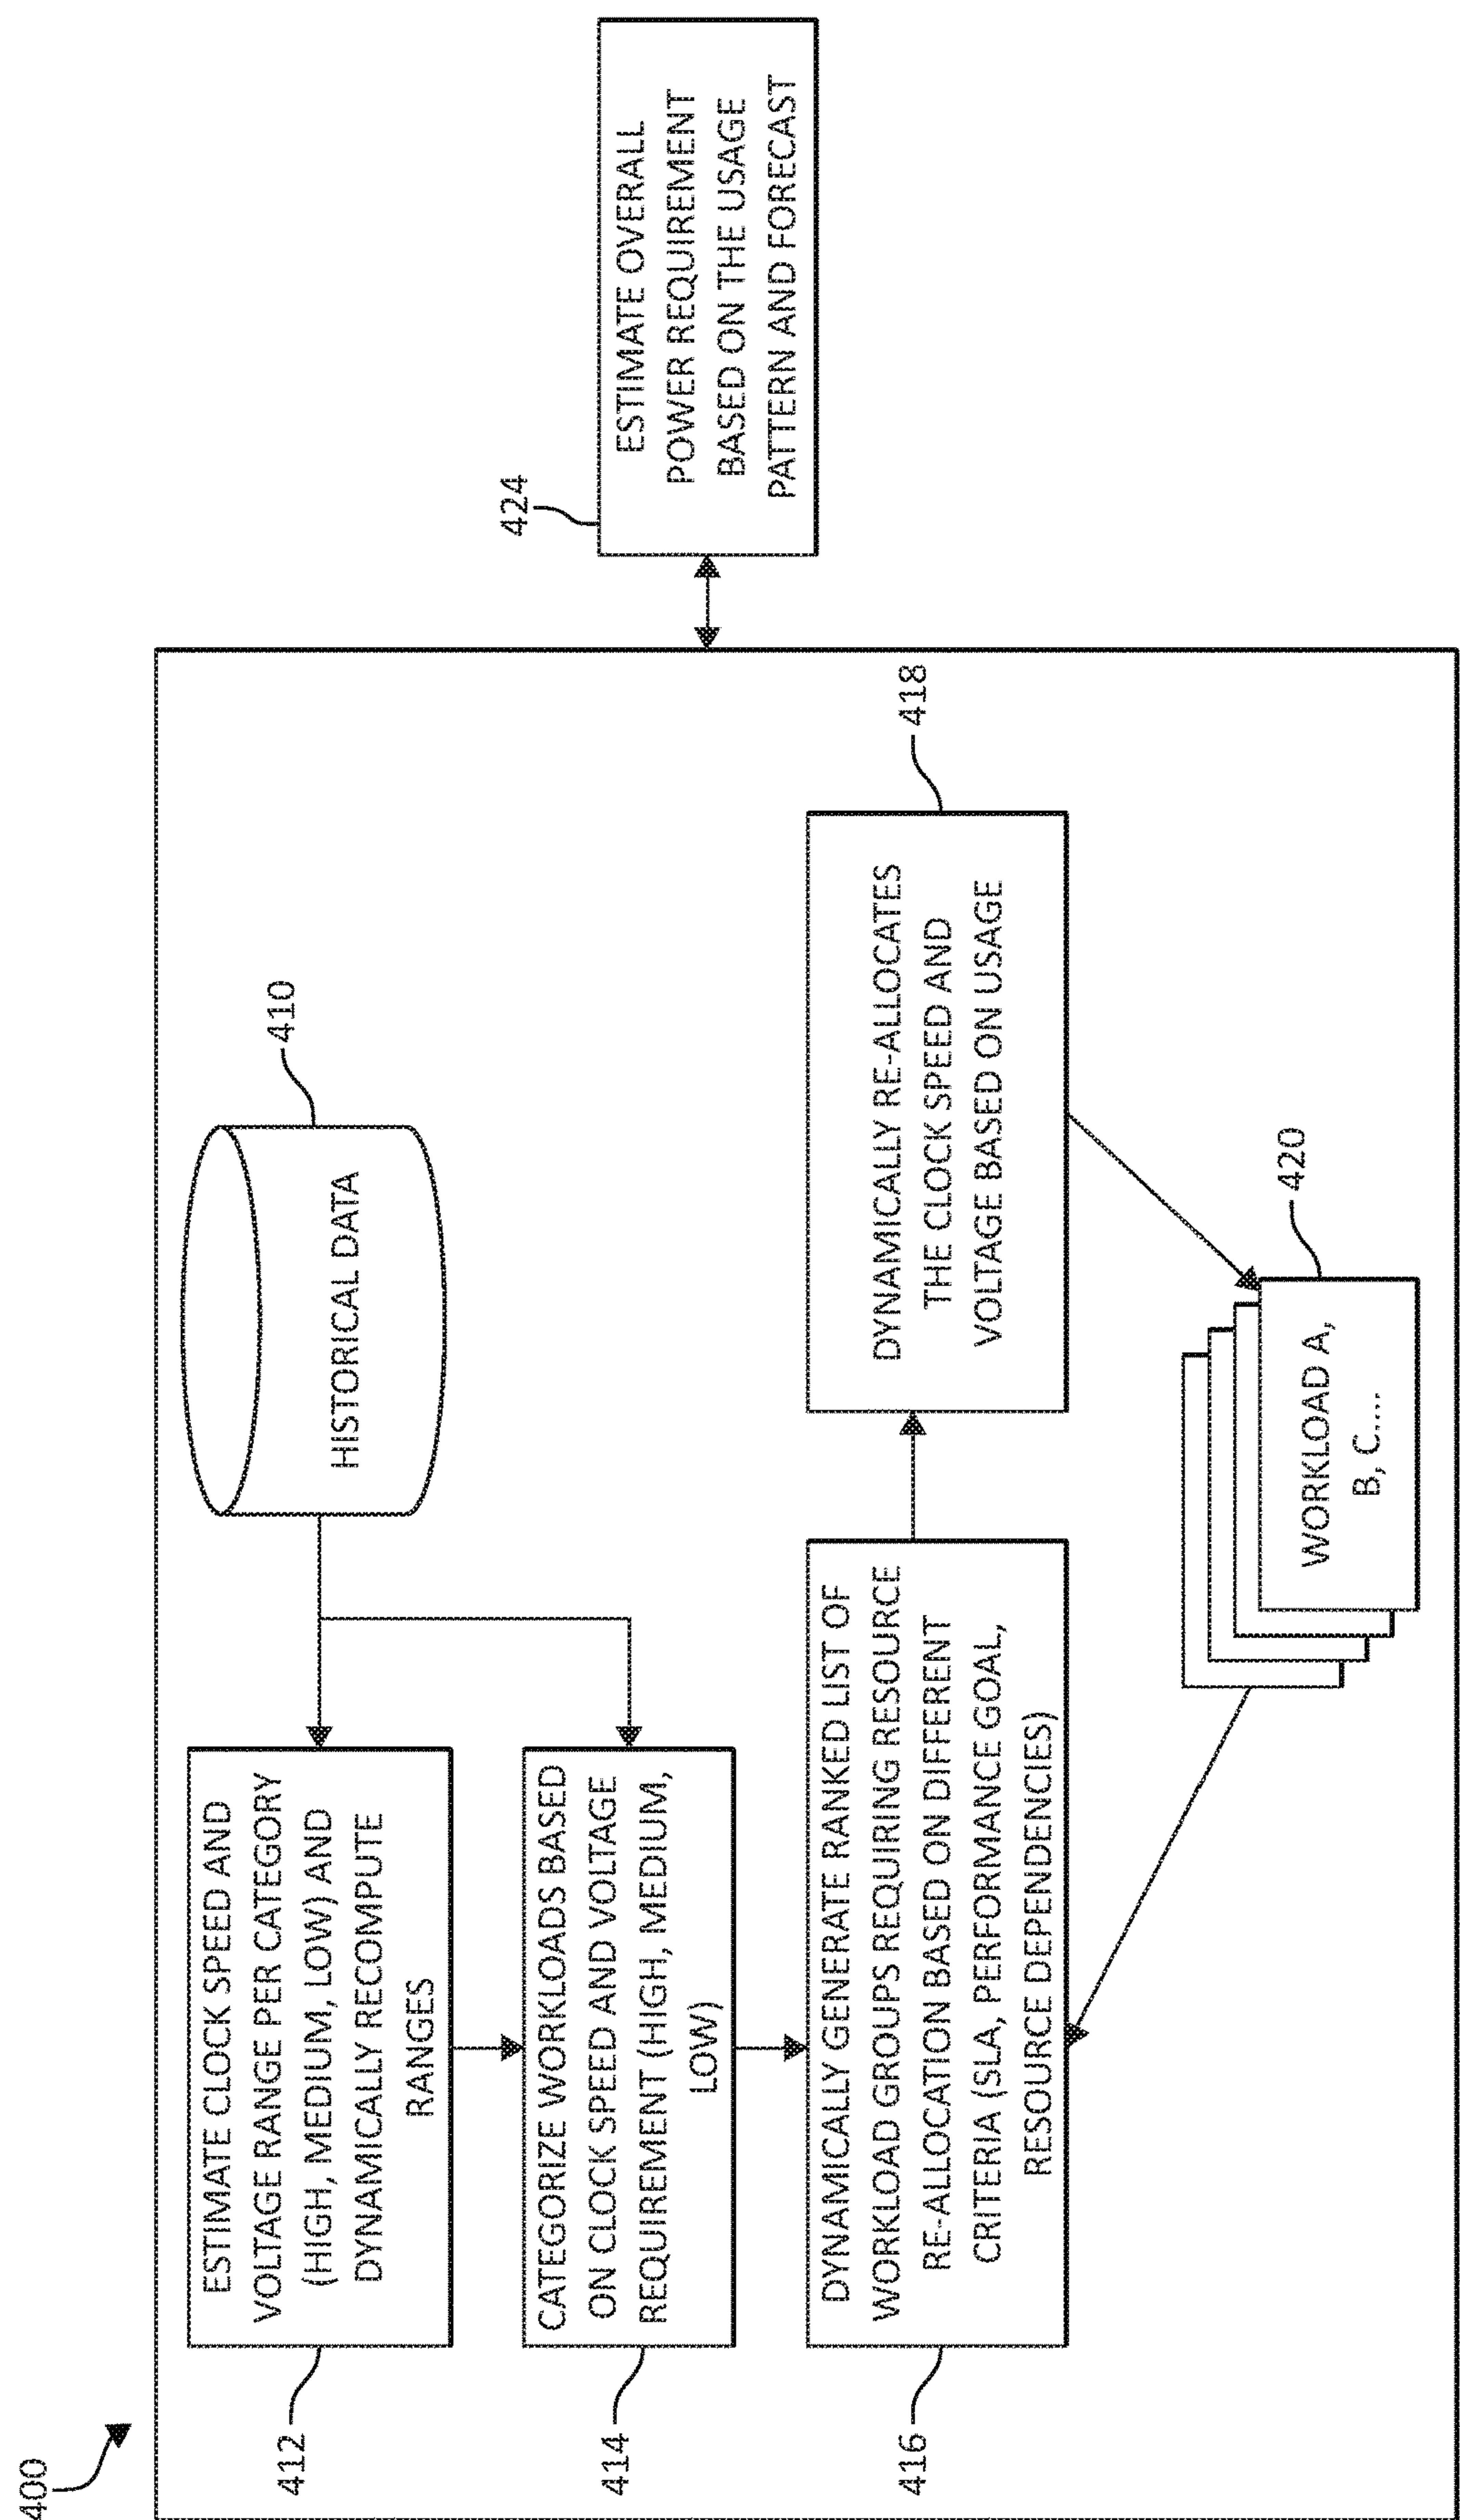 400
410
HISTORICAL DATA
412
ESTIMATE CLOCK SPEED AND
VOLTAGE RANGE PER CATEGORY
(HIGH, MEDIUM, LOW) AND
DYNAMICALLY RECOMPUTE
RANGES
414
CATEGORIZE WORKLOADS BASED
ON CLOCK SPEED AND VOLTAGE
REQUIREMENT (HIGH, MEDIUM,
LOW)
416
DYNAMICALLY GENERATE RANKED LIST OF
WORKLOAD GROUPS REQUIRING RESOURCE
RE-ALLOCATION BASED ON DIFFERENT
CRITERIA (SLA, PERFORMANCE GOAL,
RESOURCE DEPENDENCIES)
418
DYNAMICALLY RE-ALLOCATES
THE CLOCK SPEED AND
VOLTAGE BASED ON USAGE
420
WORKLOAD A,
B, C....
424
ESTIMATE OVERALL
POWER REQUIREMENT
BASED ON THE USAGE
PATTERN AND FORECAST